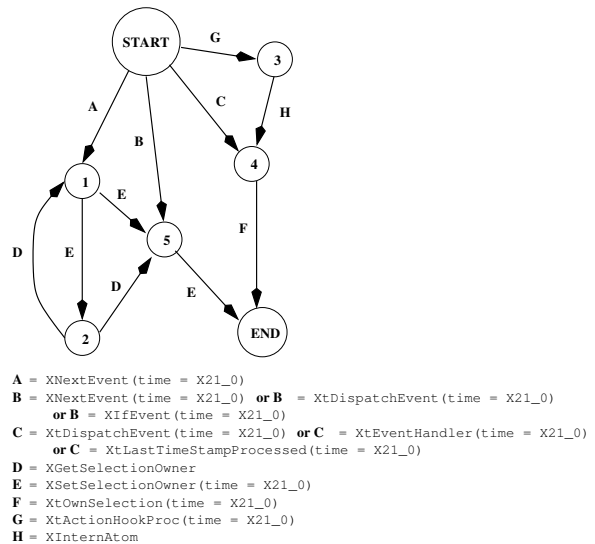 START
G
3
A
C
H
B
4
1
E
5
F
D
E
D
E
2
END
A = XNextEvent(time = X21_0)
B = XNextEvent(time = X21_0) or B = XtDispatchEvent(time = X21_0)
or B = XIfEvent(time = X21_0)
C = XtDispatchEvent(time = X21_0) or C = XtEventHandler(time = X21_0)
or C = XtLastTimeStampProcessed(time = X21_0)
D = XGetSelectionOwner
E = XSetSelectionOwner(time = X21_0)
F = XtOwnSelection(time = X21_0)
G = XtActionHookProc(time = X21_0)
H = XInternAtom